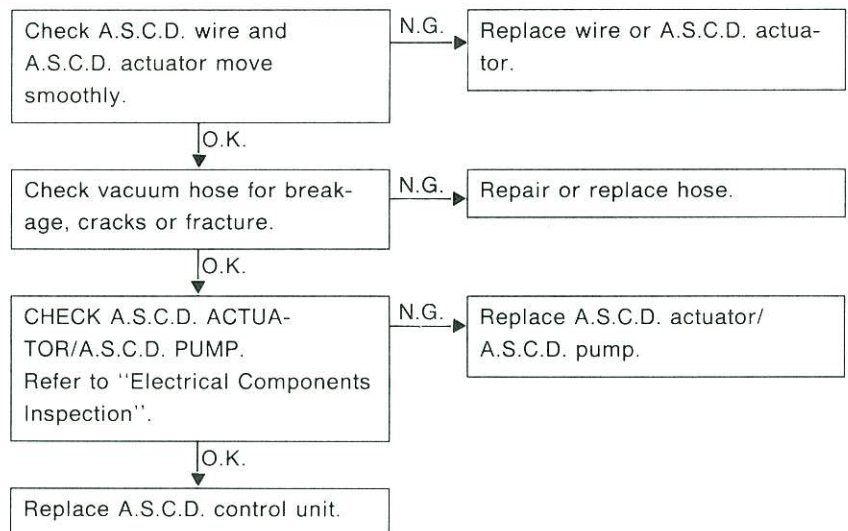 Check A.S.C.D. wire and
A.S.C.D. actuator move
smoothly.
N.G.
Replace wire or A.S.C.D. actua-
tor.
O.K.
Check vacuum hose for break-
age, cracks or fracture.
N.G.
Repair or replace hose.
O.K.
CHECK A.S.C.D. ACTUA-
TOR/A.S.C.D. PUMP.
Refer to ''Electrical Components
Inspection''.
N.G.
Replace A.S.C.D. actuator/
A.S.C.D. pump.
O.K.
Replace A.S.C.D. control unit.